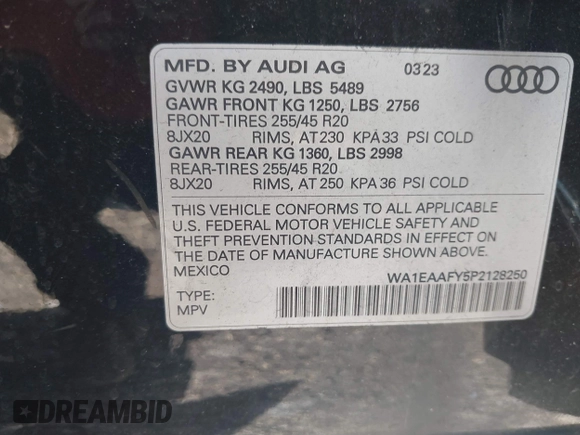 MFD. BY AUDI AG 03 23
GVWR KG 2490, LBS 5489
GAWR FRONT KG 1250, LBS 2756
FRONT-TIRES 255/45 R20
8JX20 RIMS, AT 230 KPA 33 PSI COLD
GAWR REAR KG 1360, LBS 2998
REAR-TIRES 255/45 R20
8JX20 RIMS, AT 250 KPA 36 PSI COLD
THIS VEHICLE CONFORMS TO ALL APPLICABLE
U.S. FEDERAL MOTOR VEHICLE SAFETY AND
THEFT PREVENTION STANDARDS IN EFFECT ON
THE DATE OF MANUFACTURE SHOWN ABOVE.
MEXICO
WA1EAAFY5P2128250
TYPE:
MPV
DREAMBID